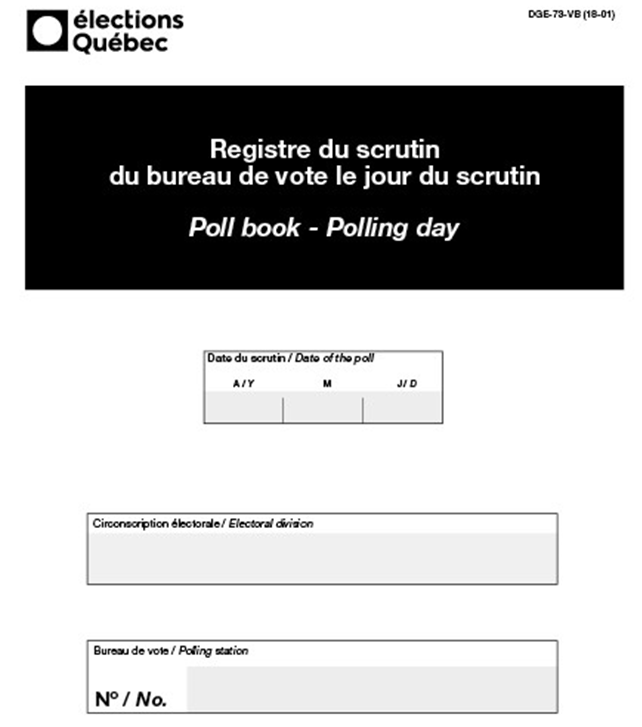 élections
Québec
DGE-73-VB (18-01)
Registre du scrutin
du bureau de vote le jour du scrutin
Poll book - Polling day
Date du scrutin / Date of the poll
A / Y M J / D
Circonscription électorale / Electoral division
Bureau de vote / Polling station
Nº / No.